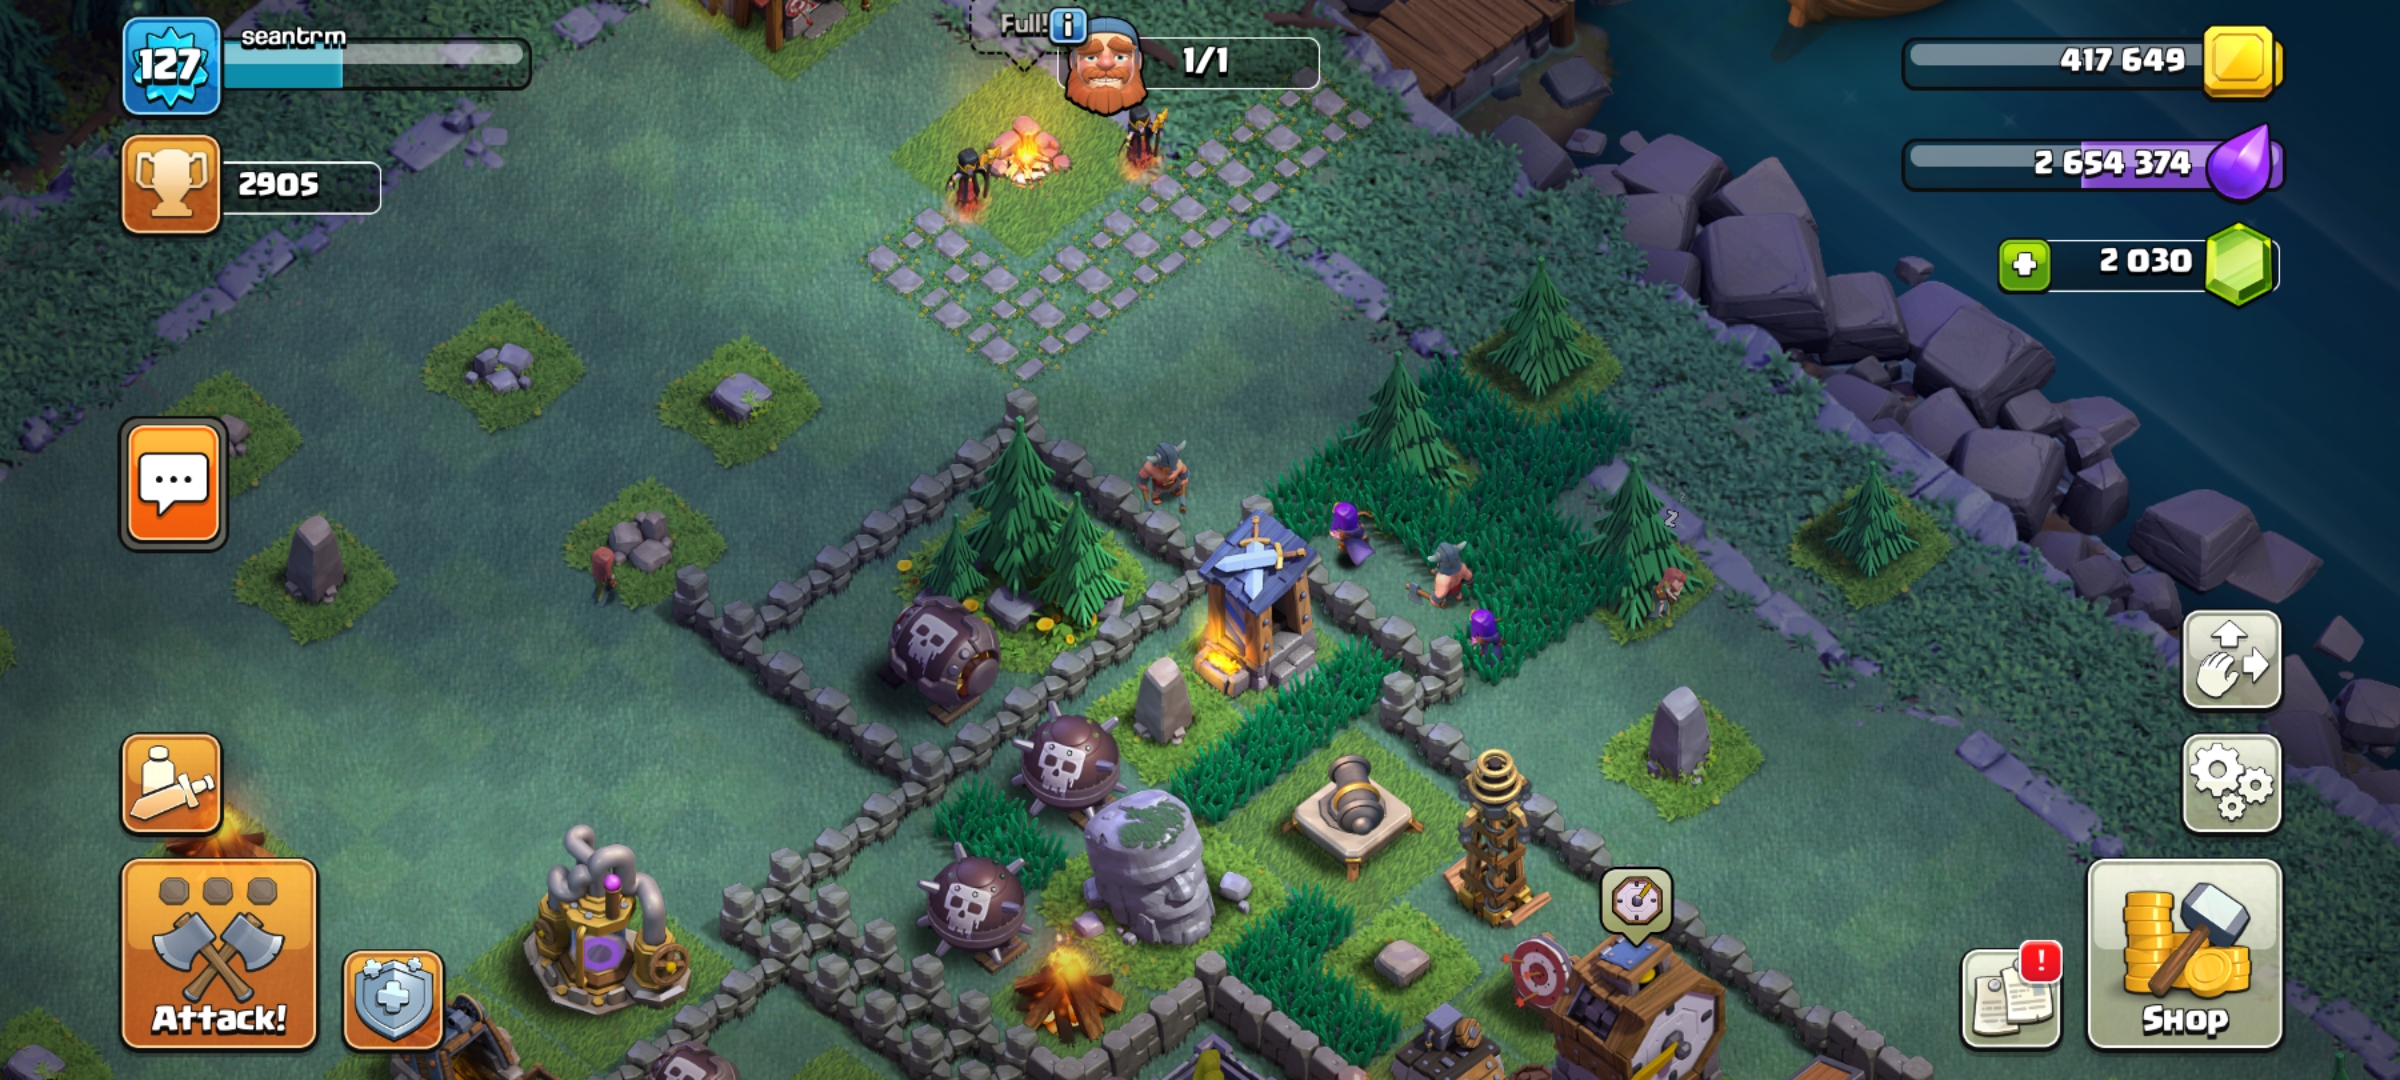 seantrm
127
Full!
i
1/1
417 649
2905
2 654 374
2 030
z
z
!
Attack!
Shop